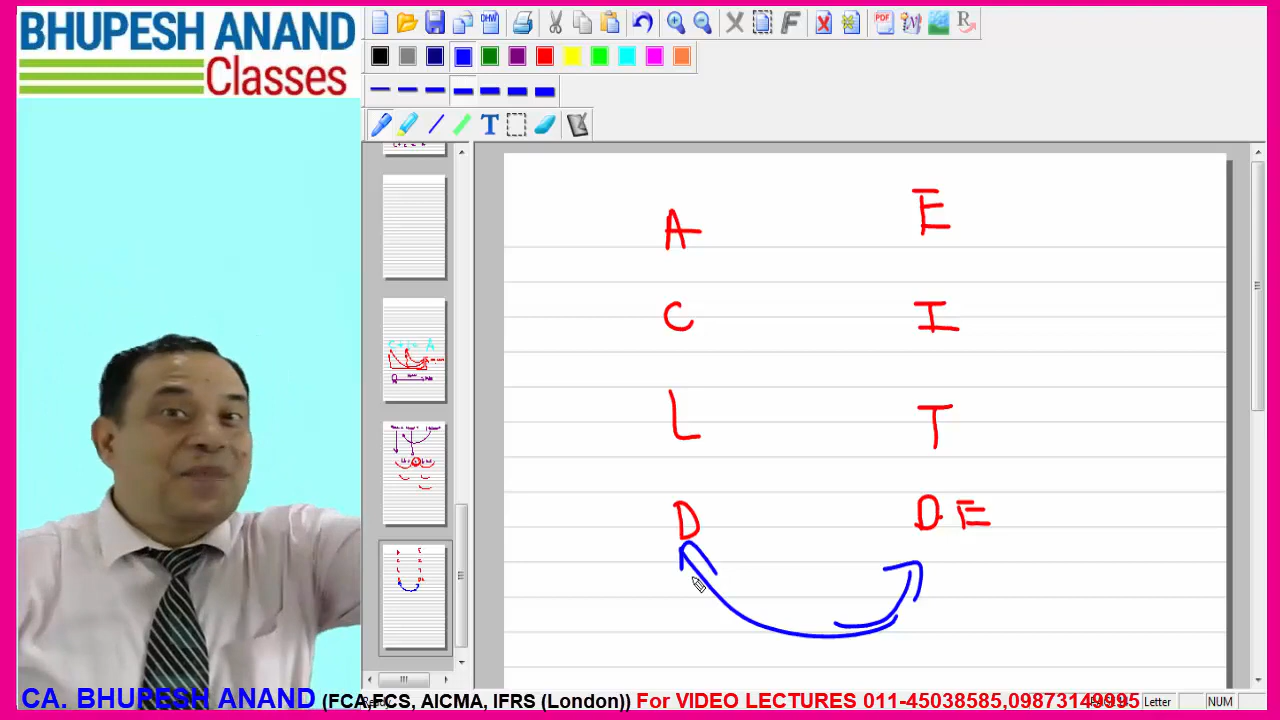 BHUPESH ANAND
Classes
A E
C I
L T
D D.E
CA. BHUPESH ANAND (FCA,FCS, AICMA, IFRS (London)) For VIDEO LECTURES 011-45038585,09873149995
Letter NUM